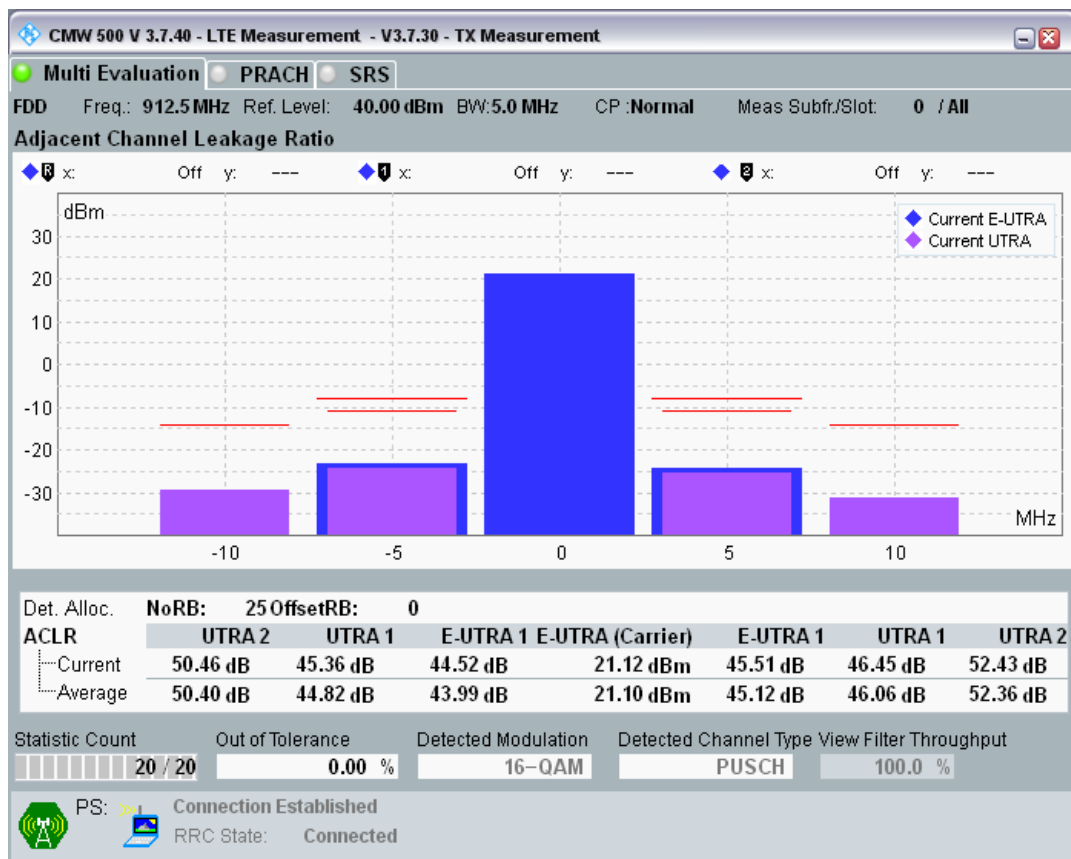 CMW 500 V 3.7.40 - LTE Measurement - V3.7.30 - TX Measurement
Multi Evaluation PRACH SRS
FDD Freq.: 912.5 MHz Ref. Level: 40.00 dBm BW:5.0 MHz CP :Normal Meas Subfr./Slot: 0 / All
Adjacent Channel Leakage Ratio
R x: Off y: --- 1 x: Off y: --- 2 x: Off y: ---
dBm
Current E-UTRA
Current UTRA
30
20
10
0
-10
-20
-30
MHz
-10 -5 0 5 10
Det. Alloc. NoRB: 25 OffsetRB: 0
ACLR UTRA 2 UTRA 1 E-UTRA 1 E-UTRA (Carrier) E-UTRA 1 UTRA 1 UTRA 2
Current 50.46 dB 45.36 dB 44.52 dB 21.12 dBm 45.51 dB 46.45 dB 52.43 dB
Average 50.40 dB 44.82 dB 43.99 dB 21.10 dBm 45.12 dB 46.06 dB 52.36 dB
Statistic Count Out of Tolerance Detected Modulation Detected Channel Type View Filter Throughput
20 / 20 0.00 % 16-QAM PUSCH 100.0 %
PS: Connection Established
RRC State: Connected